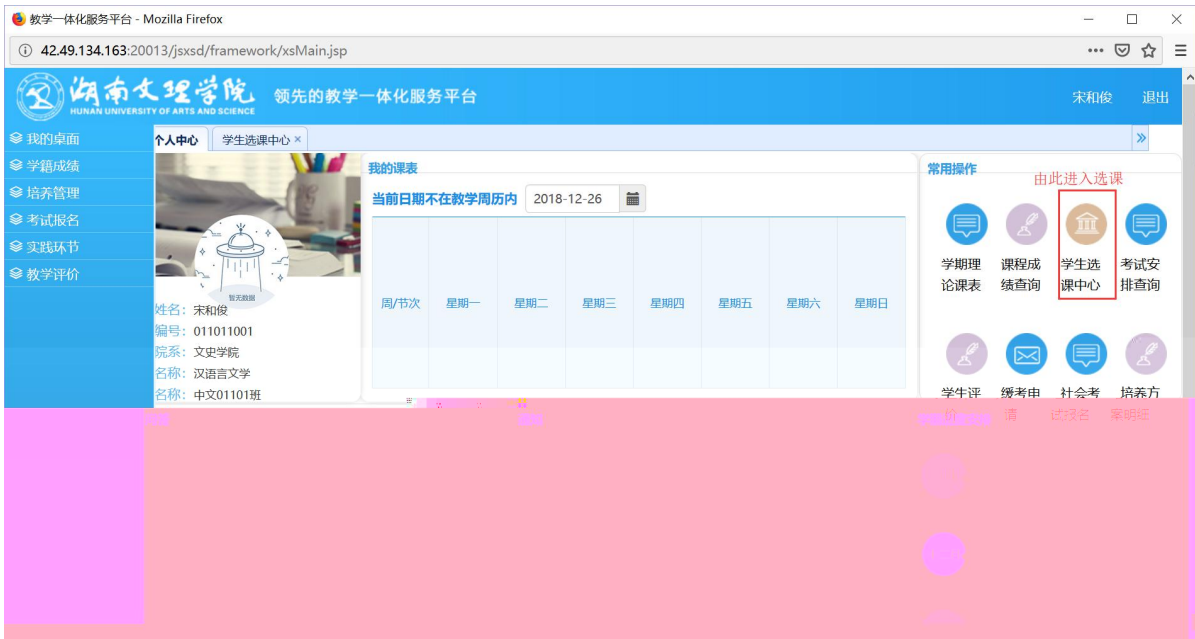 教学一体化服务平台 - Mozilla Firefox
42.49.134.163:20013/jsxsd/framework/xsMain.jsp
湖南文理学院
HUNAN UNIVERSITY OF ARTS AND SCIENCE
领先的教学一体化服务平台
宋和俊 退出
我的桌面
学籍成绩
培养管理
考试报名
实践环节
教学评价
个人中心 学生选课中心 ×
暂无数据
姓名：宋和俊
编号：011011001
院系：文史学院
名称：汉语言文学
名称：中文01101班
我的课表
当前日期不在教学周历内 2018-12-26
周/节次 星期一 星期二 星期三 星期四 星期五 星期六 星期日
常用操作
由此进入选课
学期理论课表
课程成绩查询
学生选课中心
考试安排查询
学生评价
缓考申请
社会考试报名
培养方案明细